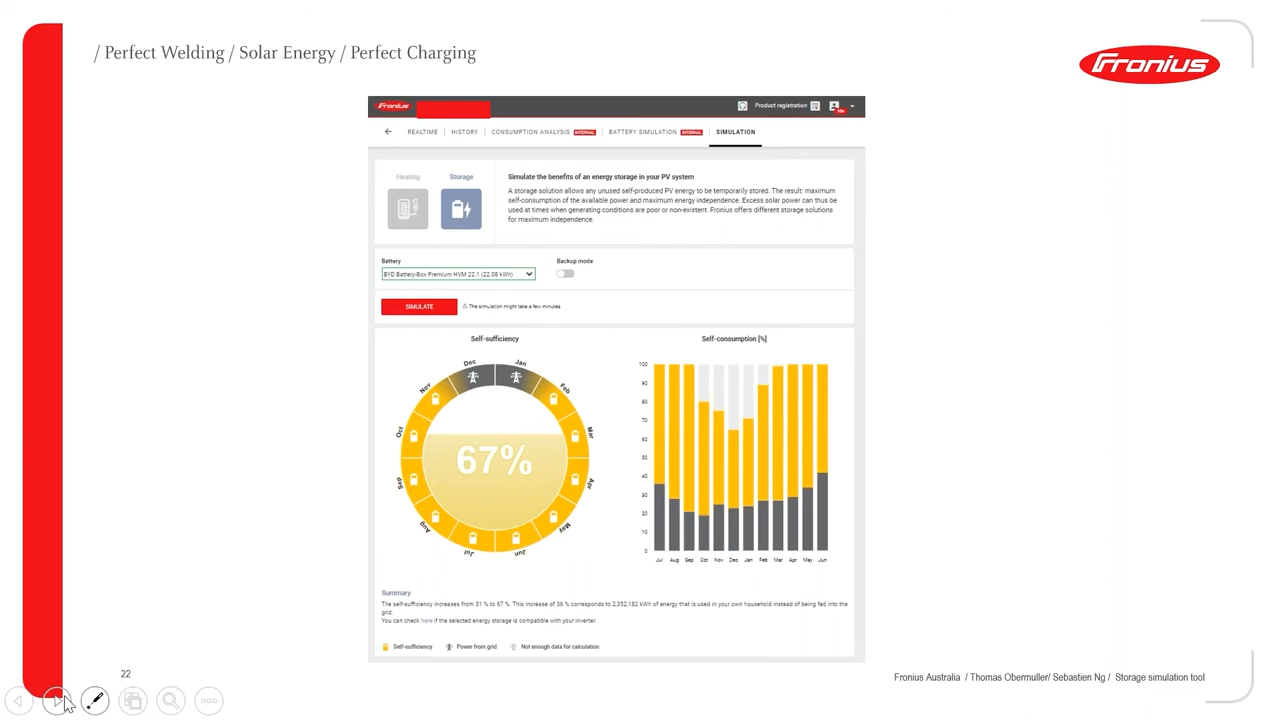 / Perfect Welding / Solar Energy / Perfect Charging
Fronius
Fronius
Product registration
10+
REALTIME
HISTORY
CONSUMPTION ANALYSIS INTERNAL
BATTERY SIMULATION INTERNAL
SIMULATION
Heating
Storage
Simulate the benefits of an energy storage in your PV system
A storage solution allows any unused self-produced PV energy to be temporarily stored. The result: maximum
self-consumption of the available power and maximum energy independence. Excess solar power can thus be
used at times when generating conditions are poor or non-existent. Fronius offers different storage solutions
for maximum independence.
Battery
Backup mode
BYD Battery-Box Premium HVM 22.1 (22,08 kWh)
SIMULATE
The simulation might take a few minutes
Self-sufficiency
Dec
Jan
Nov
Feb
Oct
Mar
67%
Sep
Apr
Aug
May
Jul
Jun
Self-consumption [%]
100
90
80
70
60
50
40
30
20
10
0
Jul Aug Sep Oct Nov Dec Jan Feb Mar Apr May Jun
Summary
The self-sufficiency increases from 31 % to 67 %. This increase of 36 % corresponds to 2,352,182 kWh of energy that is used in your own household instead of being fed into the
grid.
You can check here if the selected energy storage is compatible with your inverter.
Self-sufficiency
Power from grid
Not enough data for calculation
22
Fronius Australia / Thomas Obermuller/ Sebastien Ng / Storage simulation tool